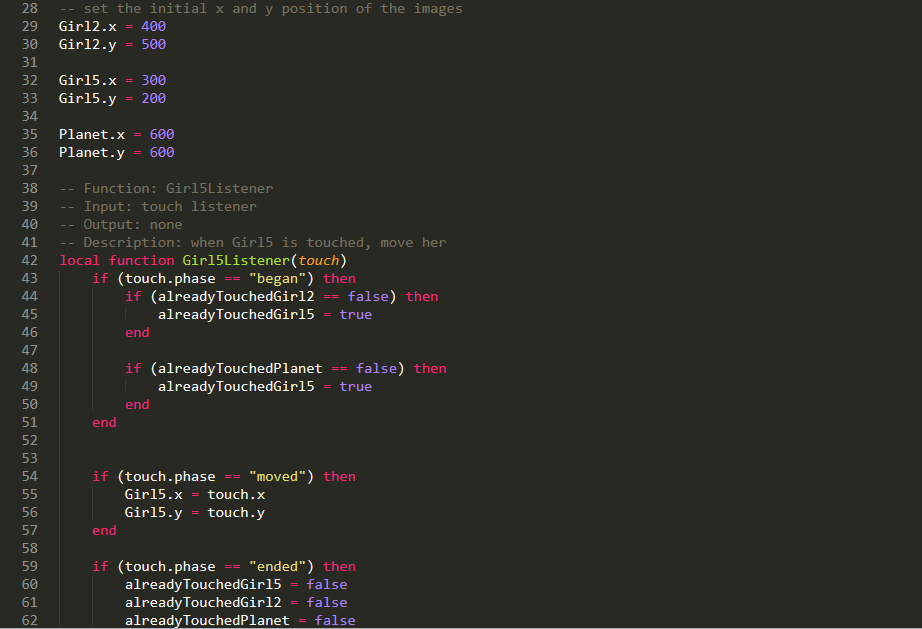 28 -- set the initial x and y position of the images
29 Girl2.x = 400
30 Girl2.y = 500
31
32 Girl5.x = 300
33 Girl5.y = 200
34
35 Planet.x = 600
36 Planet.y = 600
37
38 -- Function: Girl5Listener
39 -- Input: touch listener
40 -- Output: none
41 -- Description: when Girl5 is touched, move her
42 local function Girl5Listener(touch)
43     if (touch.phase == "began") then
44         if (alreadyTouchedGirl2 == false) then
45             alreadyTouchedGirl5 = true
46         end
47
48         if (alreadyTouchedPlanet == false) then
49             alreadyTouchedGirl5 = true
50         end
51     end
52
53
54     if (touch.phase == "moved") then
55         Girl5.x = touch.x
56         Girl5.y = touch.y
57     end
58
59     if (touch.phase == "ended") then
60         alreadyTouchedGirl5 = false
61         alreadyTouchedGirl2 = false
62         alreadyTouchedPlanet = false